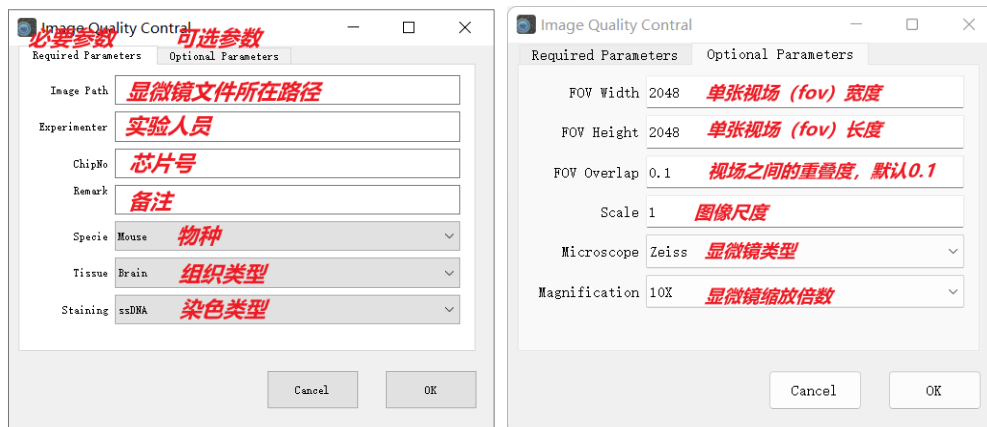 Image Quality Contral
必要参数 可选参数
Required Parameters Optional Parameters
Image Path 显微镜文件所在路径
Experimenter 实验人员
ChipNo 芯片号
Remark 备注
Specie Mouse 物种
Tissue Brain 组织类型
Staining ssDNA 染色类型
Cancel OK
Image Quality Contral
Required Parameters Optional Parameters
FOV Width 2048 单张视场（fov）宽度
FOV Height 2048 单张视场（fov）长度
FOV Overlap 0.1 视场之间的重叠度，默认0.1
Scale 1 图像尺度
Microscope Zeiss 显微镜类型
Magnification 10X 显微镜缩放倍数
Cancel OK